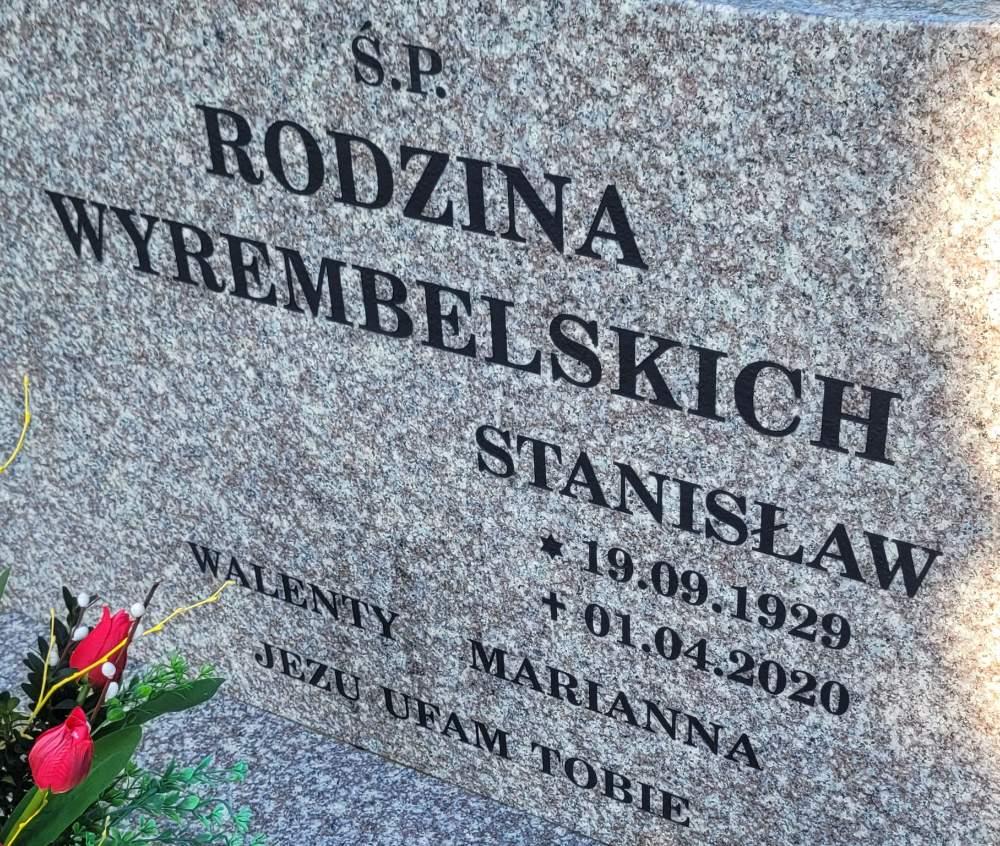 Ś.P.
RODZINA
WYREMBELSKICH
STANISŁAW
✶ 19.09.1929
✝ 01.04.2020
WALENTY MARIANNA
JEZU UFAM TOBIE